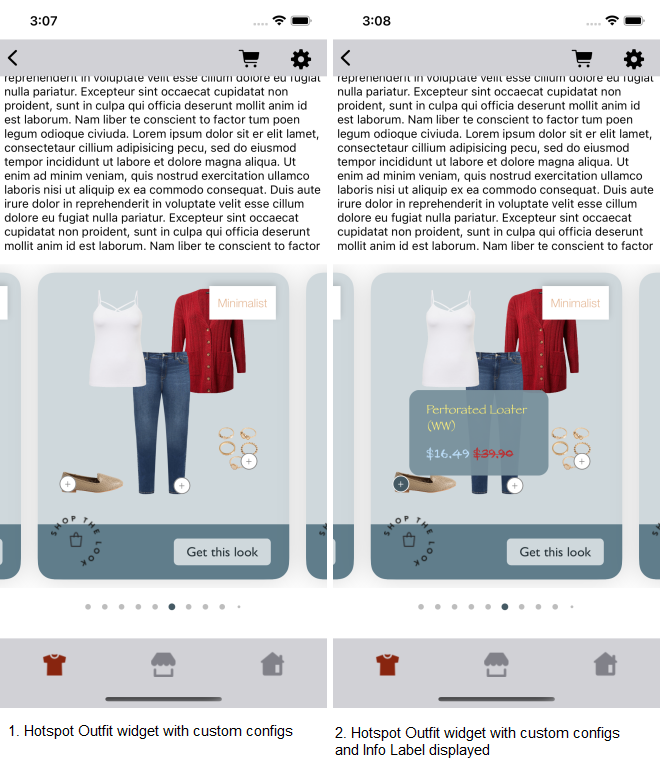 3:07
reprehenderit in voluptate velit esse cillum dolore eu fugiat
nulla pariatur. Excepteur sint occaecat cupidatat non
proident, sunt in culpa qui officia deserunt mollit anim id
est laborum. Nam liber te conscient to factor tum poen
legum odioque civiuda. Lorem ipsum dolor sit er elit lamet,
consectetaur cillium adipisicing pecu, sed do eiusmod
tempor incididunt ut labore et dolore magna aliqua. Ut
enim ad minim veniam, quis nostrud exercitation ullamco
laboris nisi ut aliquip ex ea commodo consequat. Duis aute
irure dolor in reprehenderit in voluptate velit esse cillum
dolore eu fugiat nulla pariatur. Excepteur sint occaecat
cupidatat non proident, sunt in culpa qui officia deserunt
mollit anim id est laborum. Nam liber te conscient to factor
Minimalist
SHOP THE LOOK
Get this look
1. Hotspot Outfit widget with custom configs
3:08
reprehenderit in voluptate velit esse cillum dolore eu fugiat
nulla pariatur. Excepteur sint occaecat cupidatat non
proident, sunt in culpa qui officia deserunt mollit anim id
est laborum. Nam liber te conscient to factor tum poen
legum odioque civiuda. Lorem ipsum dolor sit er elit lamet,
consectetaur cillium adipisicing pecu, sed do eiusmod
tempor incididunt ut labore et dolore magna aliqua. Ut
enim ad minim veniam, quis nostrud exercitation ullamco
laboris nisi ut aliquip ex ea commodo consequat. Duis aute
irure dolor in reprehenderit in voluptate velit esse cillum
dolore eu fugiat nulla pariatur. Excepteur sint occaecat
cupidatat non proident, sunt in culpa qui officia deserunt
mollit anim id est laborum. Nam liber te conscient to factor
Minimalist
Perforated Loafer
(WW)
$16.49 $39.90
SHOP THE LOOK
Get this look
2. Hotspot Outfit widget with custom configs
and Info Label displayed